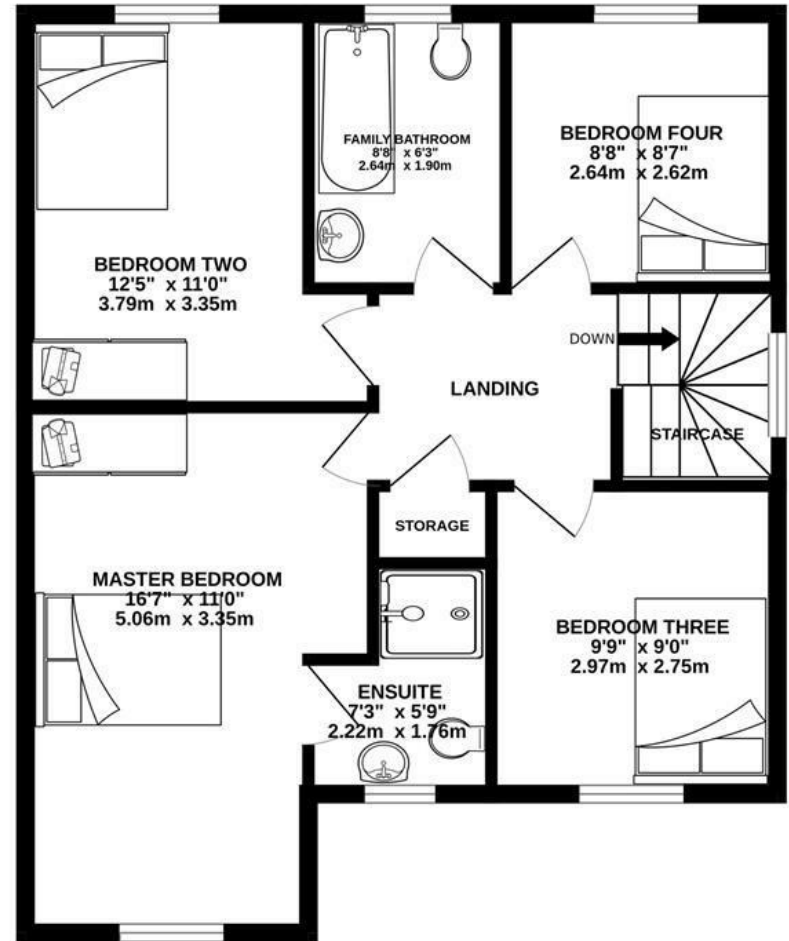 FAMILY BATHROOM
8'8" x 6'3"
2.64m x 1.90m
BEDROOM FOUR
8'8" x 8'7"
2.64m x 2.62m
BEDROOM TWO
12'5" x 11'0"
3.79m x 3.35m
DOWN
LANDING
STAIRCASE
STORAGE
MASTER BEDROOM
16'7" x 11'0"
5.06m x 3.35m
BEDROOM THREE
9'9" x 9'0"
2.97m x 2.75m
ENSUITE
7'3" x 5'9"
2.22m x 1.76m